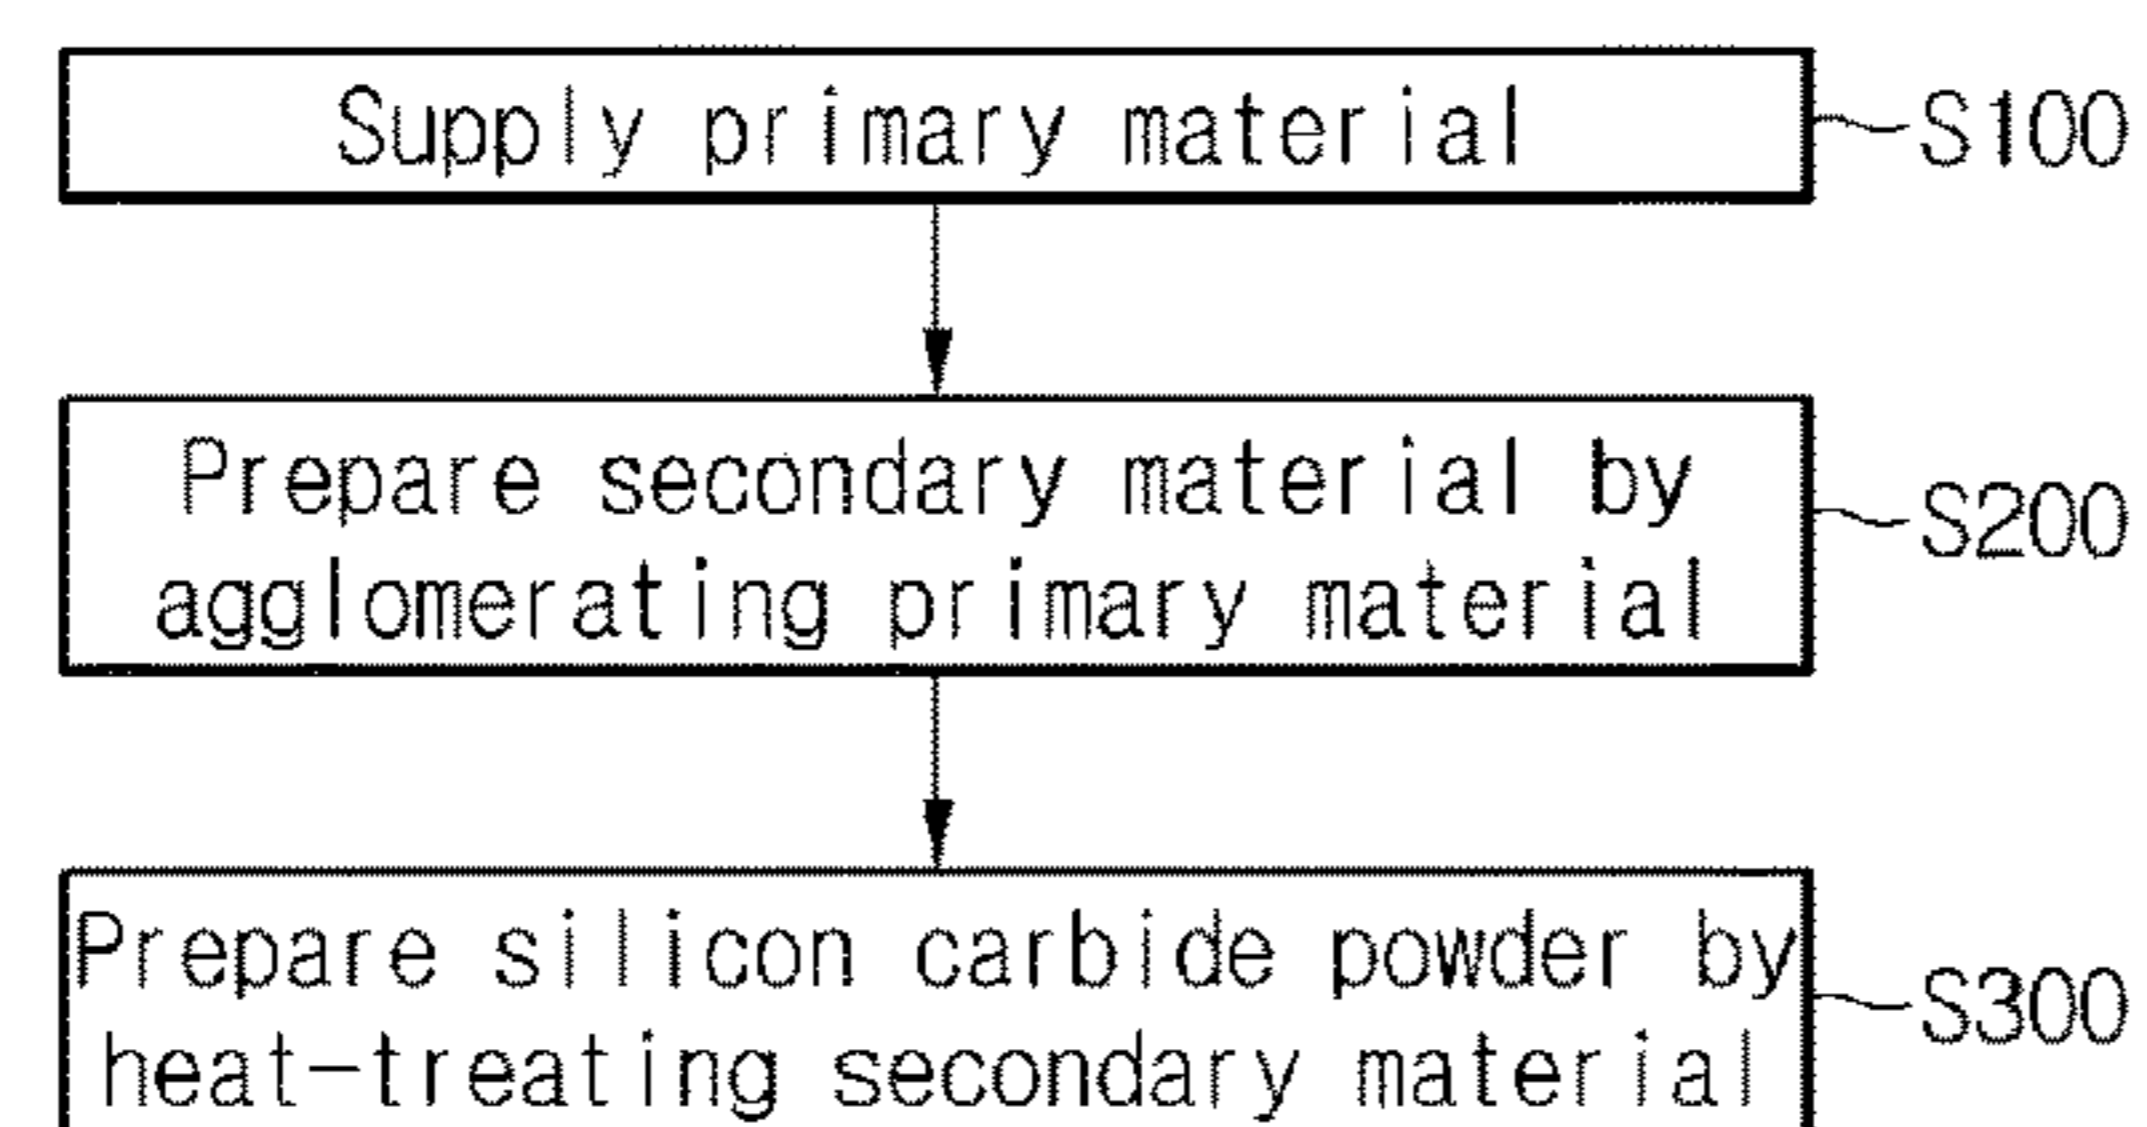 Supply primary material
S100
Prepare secondary material by
agglomerating primary material
S200
Prepare silicon carbide powder by
heat-treating secondary material
S300